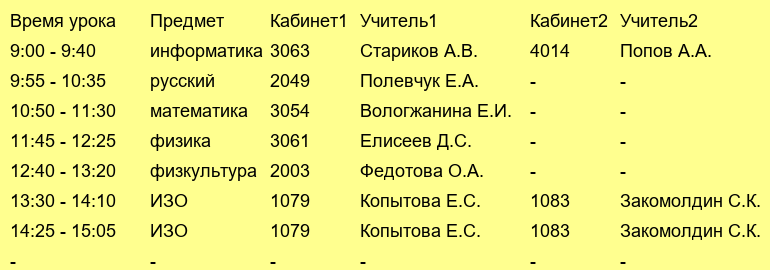 Время урока Предмет Кабинет1 Учитель1 Кабинет2 Учитель2
9:00 - 9:40 информатика 3063 Стариков А.В. 4014 Попов А.А.
9:55 - 10:35 русский 2049 Полевчук Е.А. - -
10:50 - 11:30 математика 3054 Вологжанина Е.И. - -
11:45 - 12:25 физика 3061 Елисеев Д.С. - -
12:40 - 13:20 физкультура 2003 Федотова О.А. - -
13:30 - 14:10 ИЗО 1079 Копытова Е.С. 1083 Закомолдин С.К.
14:25 - 15:05 ИЗО 1079 Копытова Е.С. 1083 Закомолдин С.К.
- - - - - -